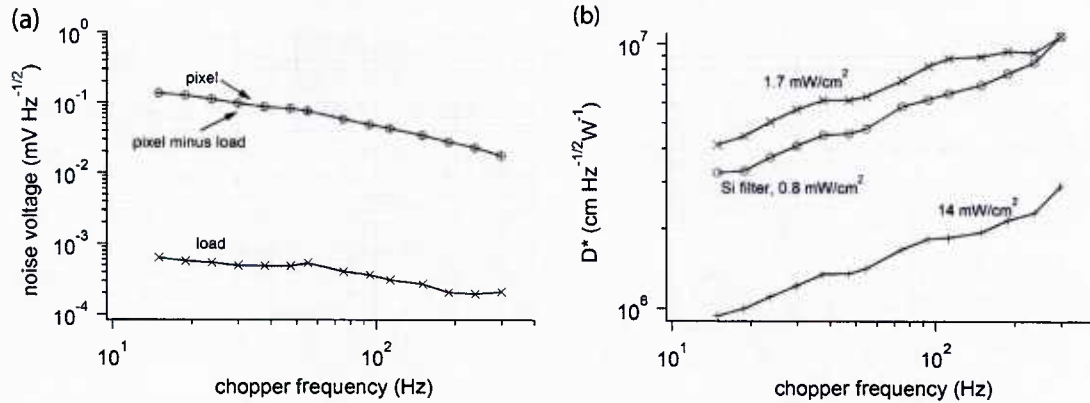 (a)
noise voltage (mV Hz^-1/2)
10^0
10^-1
10^-2
10^-3
10^-4
pixel
pixel minus load
load
10^1
10^2
chopper frequency (Hz)
(b)
D* (cm Hz^-1/2 W^-1)
10^7
10^6
1.7 mW/cm^2
Si filter, 0.8 mW/cm^2
14 mW/cm^2
10^1
10^2
chopper frequency (Hz)